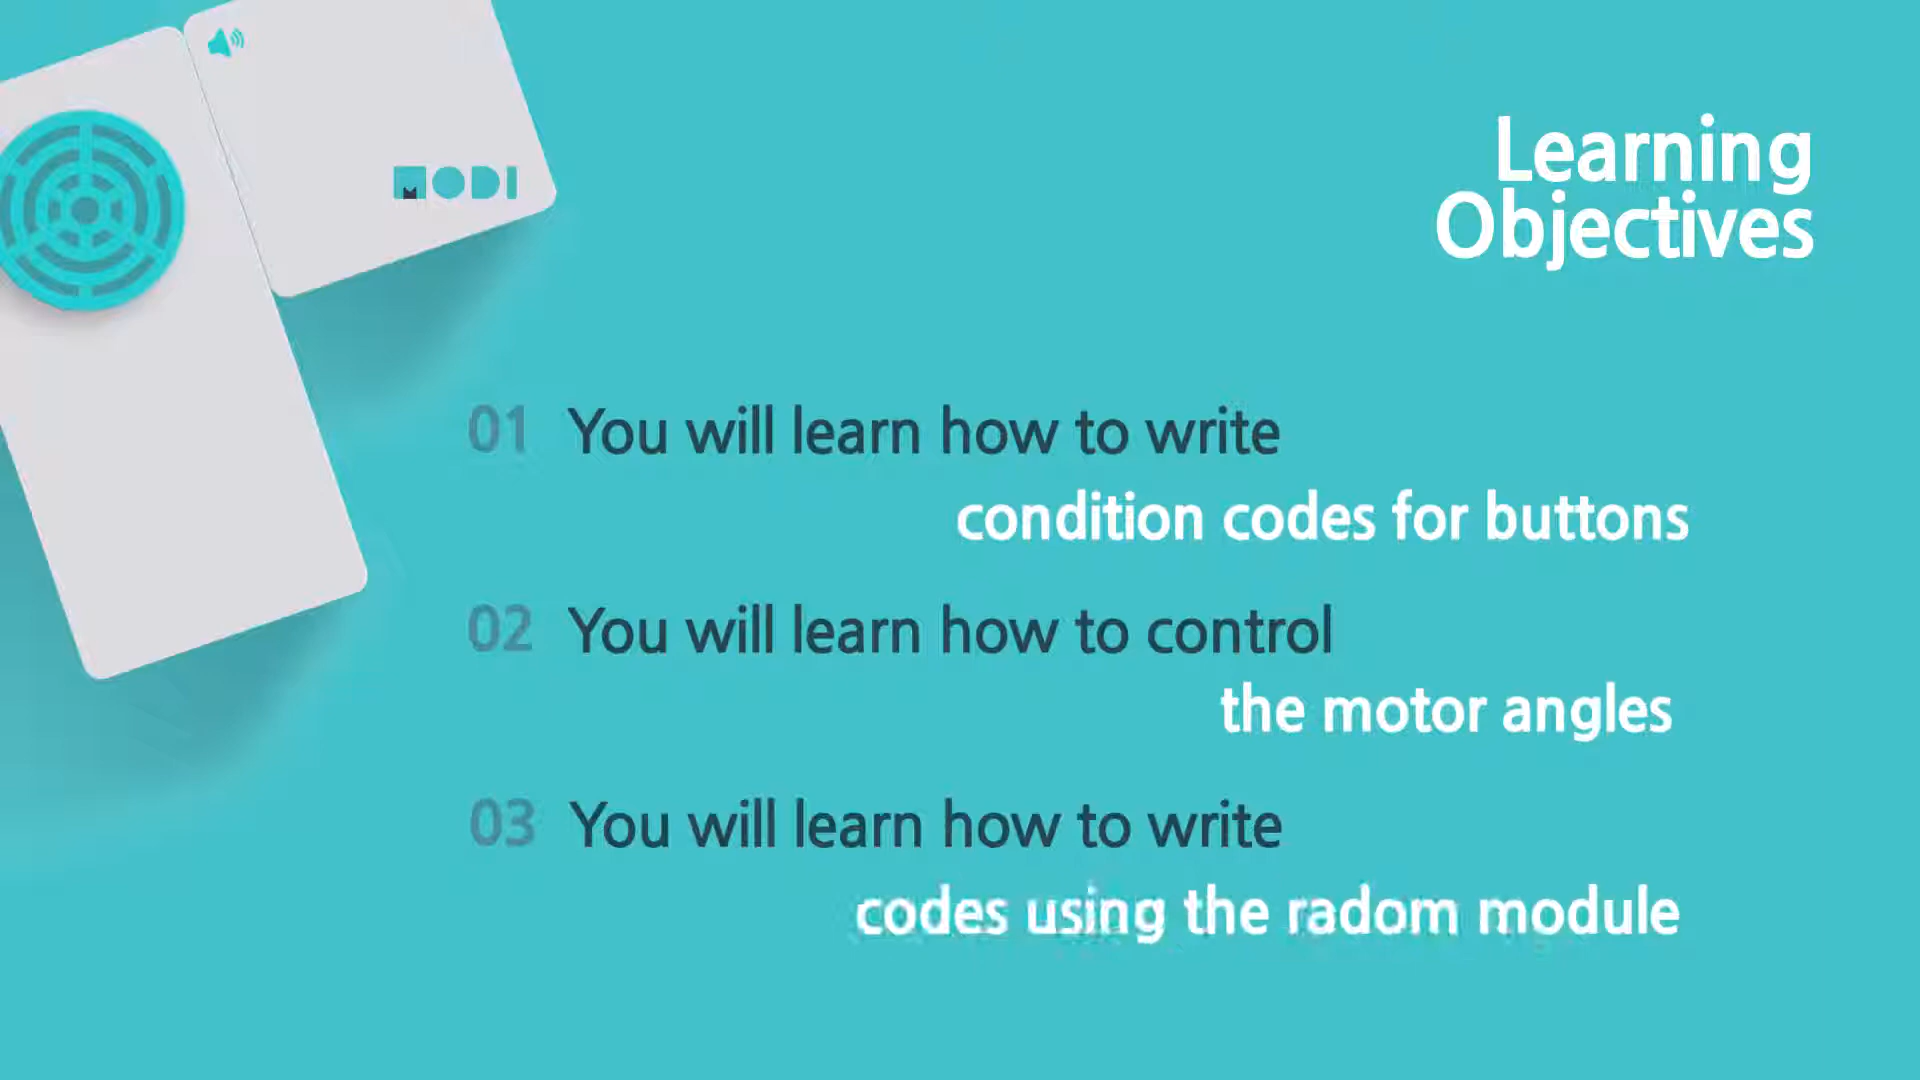 MODI
Learning
Objectives
01 You will learn how to write
condition codes for buttons
02 You will learn how to control
the motor angles
03 You will learn how to write
codes using the radom module